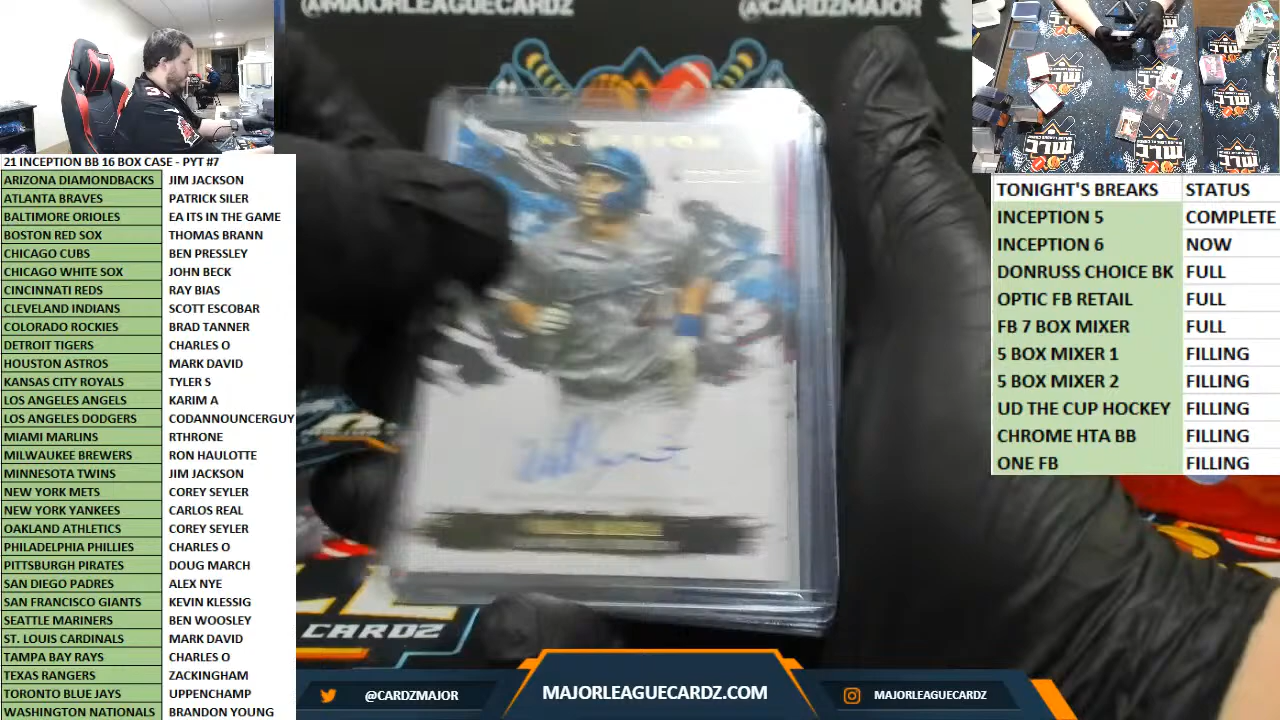 @MAJORLEAGUECARDZ
@CARDZMAJOR
21 INCEPTION BB 16 BOX CASE - PYT #7
ARIZONA DIAMONDBACKS JIM JACKSON
ATLANTA BRAVES PATRICK SILER
BALTIMORE ORIOLES EA ITS IN THE GAME
BOSTON RED SOX THOMAS BRANN
CHICAGO CUBS BEN PRESSLEY
CHICAGO WHITE SOX JOHN BECK
CINCINNATI REDS RAY BIAS
CLEVELAND INDIANS SCOTT ESCOBAR
COLORADO ROCKIES BRAD TANNER
DETROIT TIGERS CHARLES O
HOUSTON ASTROS MARK DAVID
KANSAS CITY ROYALS TYLER S
LOS ANGELES ANGELS KARIM A
LOS ANGELES DODGERS CODANNOUNCERGUY
MIAMI MARLINS RTHRONE
MILWAUKEE BREWERS RON HAULOTTE
MINNESOTA TWINS JIM JACKSON
NEW YORK METS COREY SEYLER
NEW YORK YANKEES CARLOS REAL
OAKLAND ATHLETICS COREY SEYLER
PHILADELPHIA PHILLIES CHARLES O
PITTSBURGH PIRATES DOUG MARCH
SAN DIEGO PADRES ALEX NYE
SAN FRANCISCO GIANTS KEVIN KLESSIG
SEATTLE MARINERS BEN WOOSLEY
ST. LOUIS CARDINALS MARK DAVID
TAMPA BAY RAYS CHARLES O
TEXAS RANGERS ZACKINGHAM
TORONTO BLUE JAYS UPPENCHAMP
WASHINGTON NATIONALS BRANDON YOUNG
TONIGHT'S BREAKS STATUS
INCEPTION 5 COMPLETE
INCEPTION 6 NOW
DONRUSS CHOICE BK FULL
OPTIC FB RETAIL FULL
FB 7 BOX MIXER FULL
5 BOX MIXER 1 FILLING
5 BOX MIXER 2 FILLING
UD THE CUP HOCKEY FILLING
CHROME HTA BB FILLING
ONE FB FILLING
MLC
MLC
MLC
MLC
MLC
CARDZ
@CARDZMAJOR
MAJORLEAGUECARDZ.COM
MAJORLEAGUECARDZ